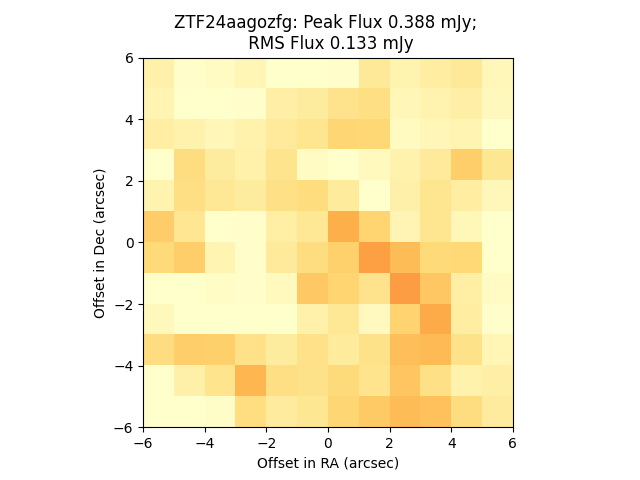 ZTF24aagozfg: Peak Flux 0.388 mJy;
RMS Flux 0.133 mJy
6
4
2
0
−2
−4
−6
Offset in Dec (arcsec)
−6 −4 −2 0 2 4 6
Offset in RA (arcsec)